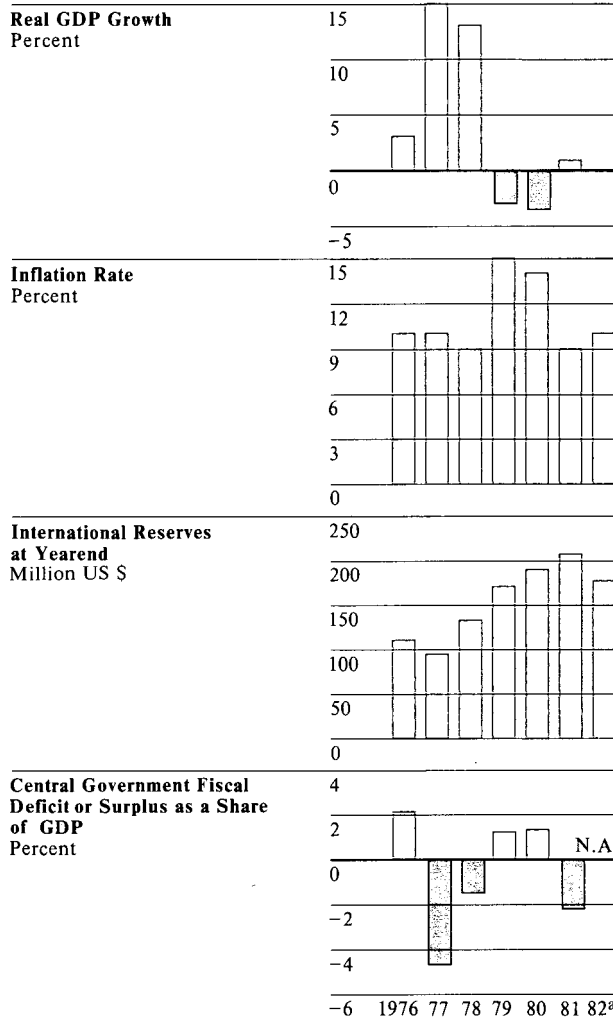 Real GDP Growth
Percent
15
10
5
0
−5
Inflation Rate
Percent
15
12
9
6
3
0
International Reserves
at Yearend
Million US $
250
200
150
100
50
0
Central Government Fiscal
Deficit or Surplus as a Share
of GDP
Percent
4
2
N.A
0
−2
−4
−6
1976 77 78 79 80 81 82ª